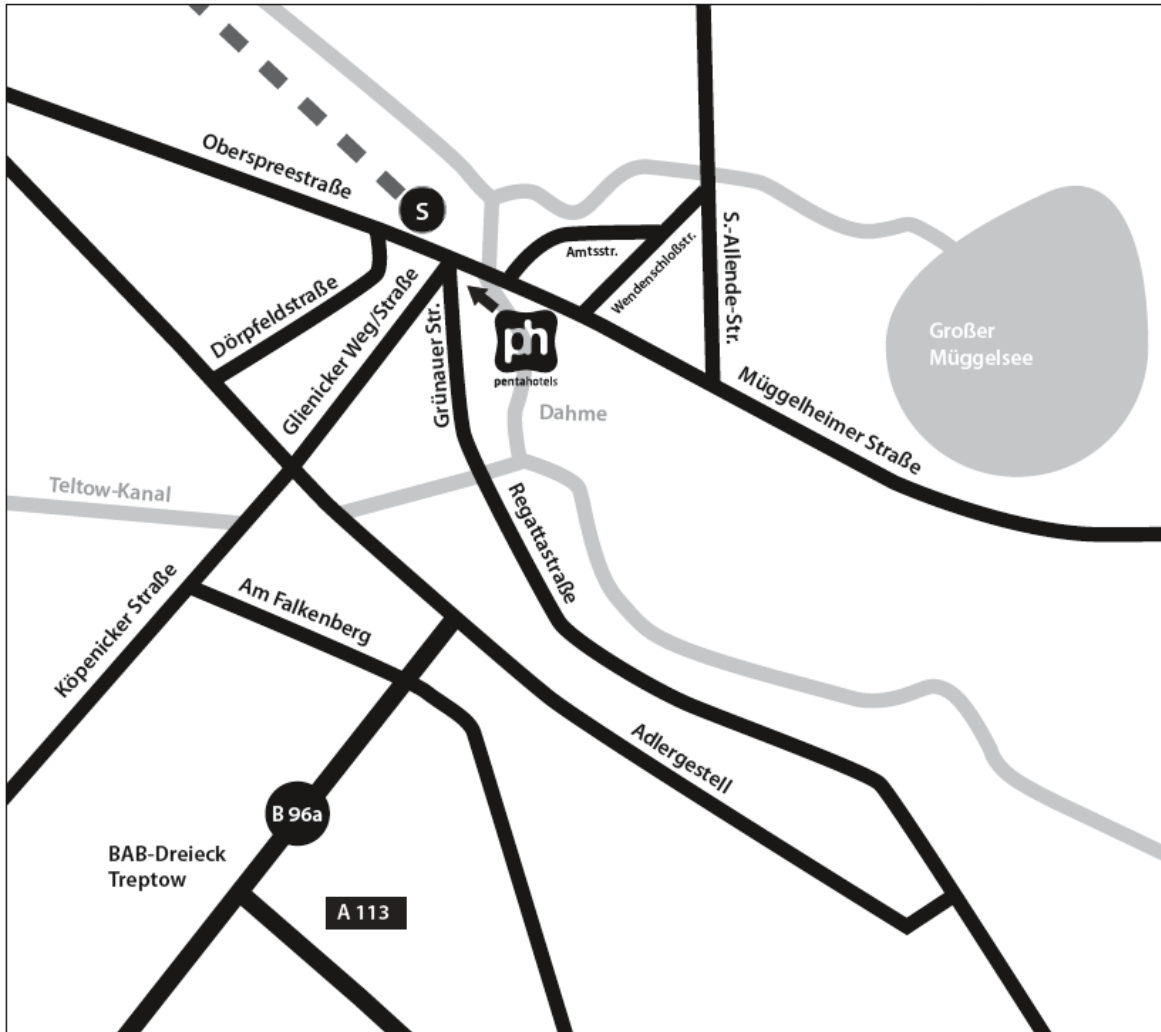 Oberspreestraße
S
Amtsstr.
Wendenschloßstr.
S.-Allende-Str.
Dörpfeldstraße
Glienicker Weg/Straße
Grünauer Str.
ph
pentahotels
Dahme
Großer
Müggelsee
Müggelheimer Straße
Teltow-Kanal
Regattastraße
Am Falkenberg
Köpenicker Straße
Adlergestell
B 96a
BAB-Dreieck
Treptow
A 113